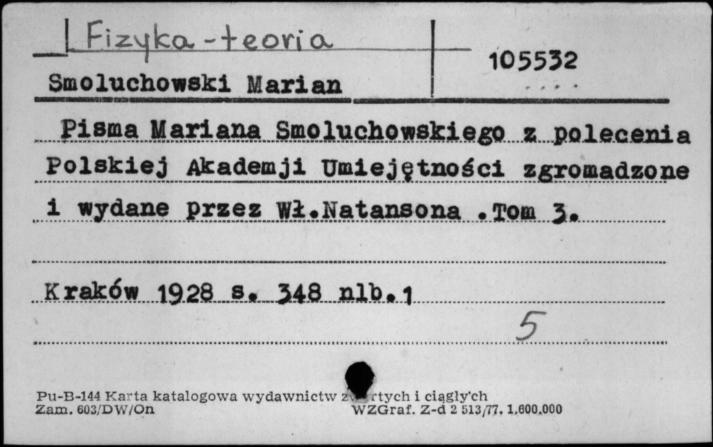 Fizyka-teoria
105532
Smoluchowski Marian
Pisma Mariana Smoluchowskiego z polecenia
Polskiej Akademji Umiejętności zgromadzone
i wydane przez Wł.Natansona .Tom 3.
Kraków 1928 s. 348 nlb.1
5
Pu-B-144 Karta katalogowa wydawnictw z rtych i ciągły'ch
Zam. 603/DW/On WZGraf. Z-d 2 513/77. 1,600,000